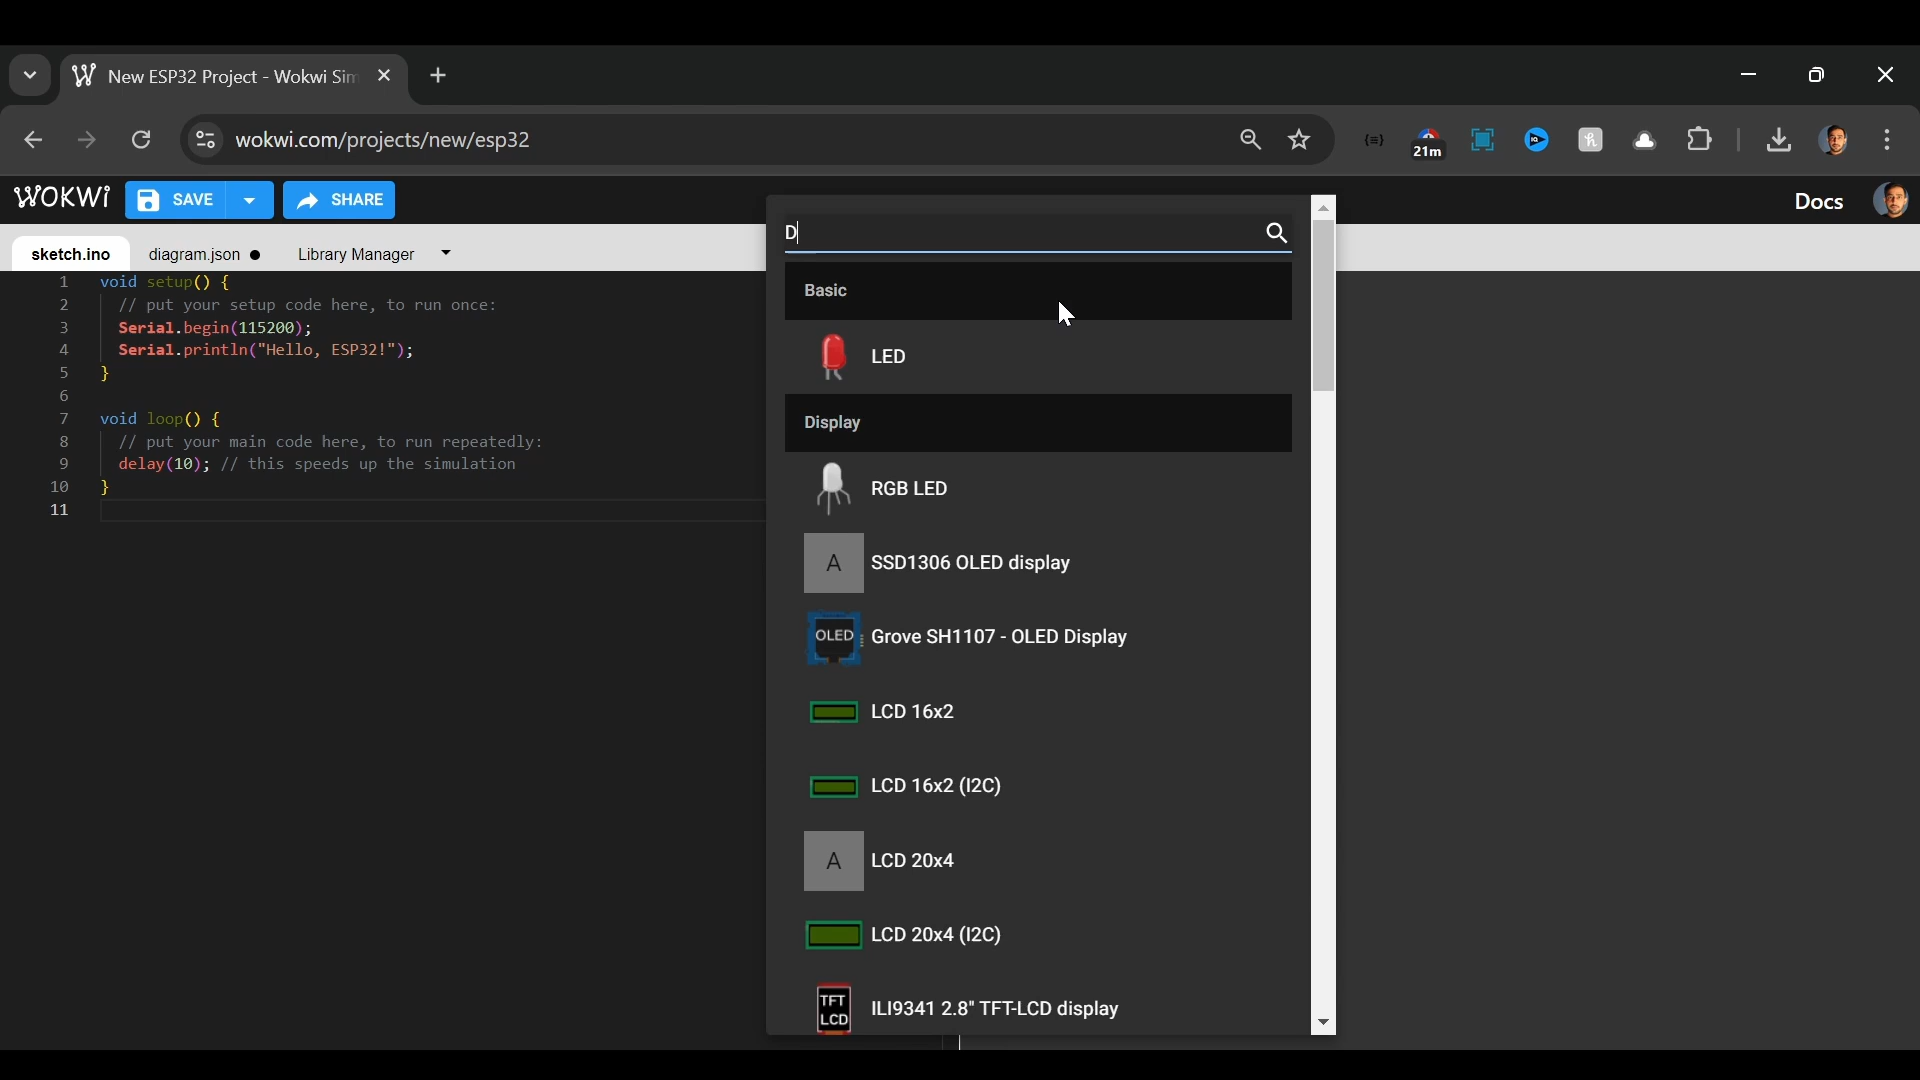 New ESP32 Project - Wokwi Sim
wokwi.com/projects/new/esp32
21m
WOKWI
SAVE
SHARE
Docs
sketch.ino
diagram.json
Library Manager
1 void setup() {
2 // put your setup code here, to run once:
3 Serial.begin(115200);
4 Serial.println("Hello, ESP32!");
5 }
6
7 void loop() {
8 // put your main code here, to run repeatedly:
9 delay(10); // this speeds up the simulation
10 }
11
D
Basic
LED
Display
RGB LED
A SSD1306 OLED display
OLED Grove SH1107 - OLED Display
LCD 16x2
LCD 16x2 (I2C)
A LCD 20x4
LCD 20x4 (I2C)
TFT LCD ILI9341 2.8" TFT-LCD display